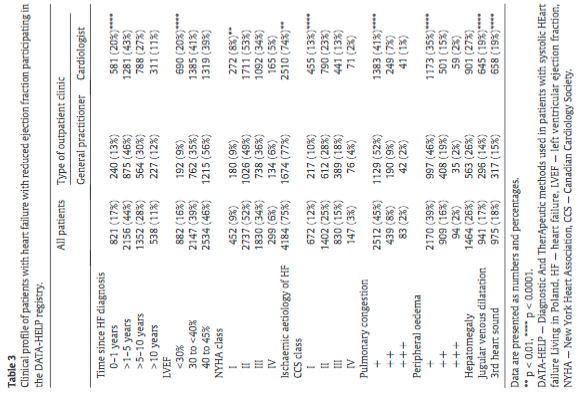 Table 3
Clinical profile of patients with heart failure with reduced ejection fraction participating in
the DATA-HELP registry.
All patients Type of outpatient clinic
General practitioner Cardiologist
Time since HF diagnosis
0–1 years 821 (17%) 240 (13%) 581 (20%)****
>1–5 years 2156 (44%) 875 (46%) 1281 (43%)
>5–10 years 1352 (28%) 564 (30%) 788 (27%)
>10 years 538 (11%) 227 (12%) 311 (11%)
LVEF
<30% 882 (16%) 192 (9%) 690 (20%)****
30 to <40% 2147 (39%) 762 (35%) 1385 (41%)
40 to 45% 2534 (46%) 1215 (56%) 1319 (39%)
NYHA class
I 452 (9%) 180 (9%) 272 (8%)**
II 2737 (52%) 1026 (49%) 1711 (53%)
III 1830 (34%) 738 (36%) 1092 (34%)
IV 299 (6%) 134 (6%) 165 (5%)
Ischaemic aetiology of HF 4184 (75%) 1674 (77%) 2510 (74%)**
CCS class
I 672 (12%) 217 (10%) 455 (13%)****
II 1402 (25%) 612 (28%) 790 (23%)
III 830 (15%) 389 (18%) 441 (13%)
IV 147 (3%) 76 (4%) 71 (2%)
Pulmonary congestion
+ 2512 (45%) 1129 (52%) 1383 (41%)****
++ 439 (8%) 190 (9%) 249 (7%)
+++ 83 (2%) 42 (2%) 41 (1%)
Peripheral oedema
+ 2170 (39%) 997 (46%) 1173 (35%)****
++ 909 (16%) 408 (19%) 501 (15%)
+++ 94 (2%) 35 (2%) 59 (2%)
Hepatomegaly 1464 (26%) 563 (26%) 901 (27%)
Jugular venous dilatation 941 (17%) 296 (14%) 645 (19%)****
3rd heart sound 975 (18%) 317 (15%) 658 (19%)****
Data are presented as numbers and percentages.
** p < 0.01, **** p < 0.0001.
DATA-HELP — Diagnostic And TherApeutic methods used in patients with systolic HEart
failure Living in Poland, HF — heart failure, LVEF — left ventricular ejection fraction,
NYHA — New York Heart Association, CCS — Canadian Cardiology Society.